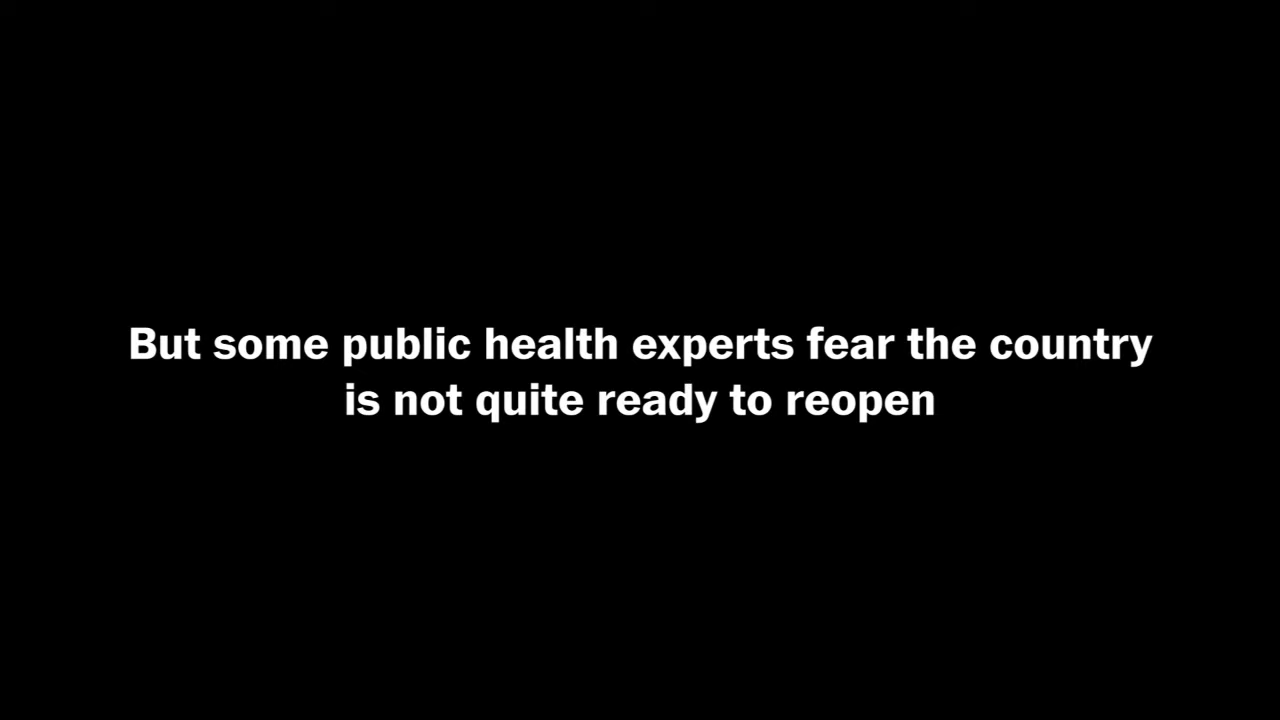 But some public health experts fear the country
is not quite ready to reopen